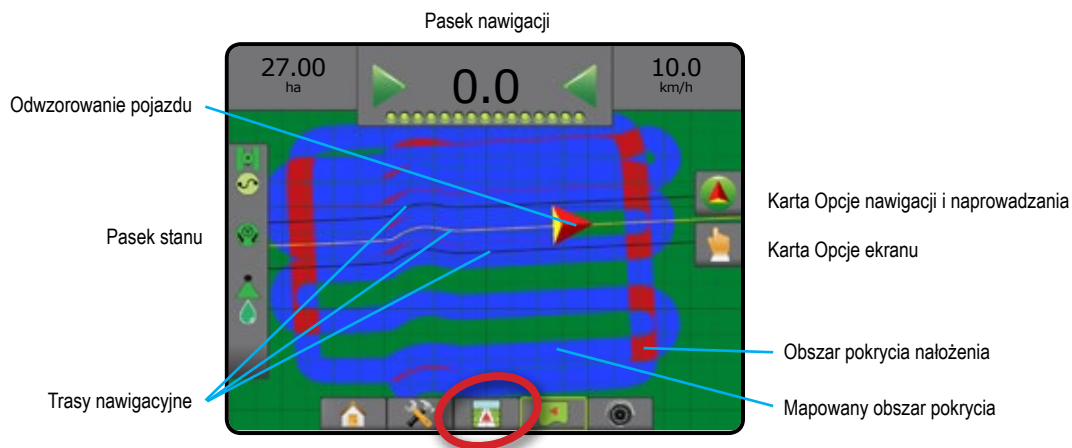 Pasek nawigacji
27.00
ha
0.0
10.0
km/h
Odwzorowanie pojazdu
Karta Opcje nawigacji i naprowadzania
Pasek stanu
Karta Opcje ekranu
Obszar pokrycia nałożenia
Trasy nawigacyjne
Mapowany obszar pokrycia